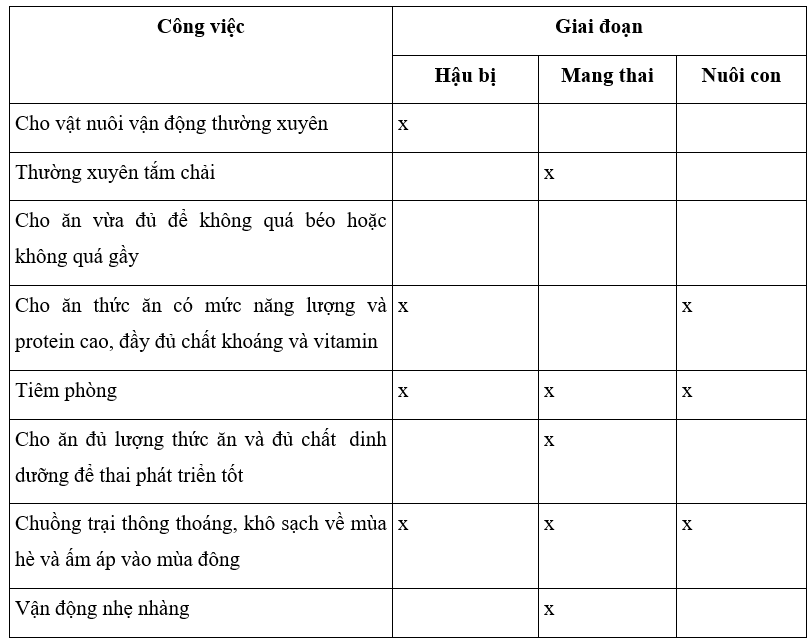 Công việc
Giai đoạn
Hậu bị
Mang thai
Nuôi con
Cho vật nuôi vận động thường xuyên
x
Thường xuyên tắm chải
x
Cho ăn vừa đủ để không quá béo hoặc
không quá gầy
Cho ăn thức ăn có mức năng lượng và
protein cao, đầy đủ chất khoáng và vitamin
x
x
Tiêm phòng
x
x
x
Cho ăn đủ lượng thức ăn và đủ chất dinh
dưỡng để thai phát triển tốt
x
Chuồng trại thông thoáng, khô sạch về mùa
hè và ấm áp vào mùa đông
x
x
x
Vận động nhẹ nhàng
x